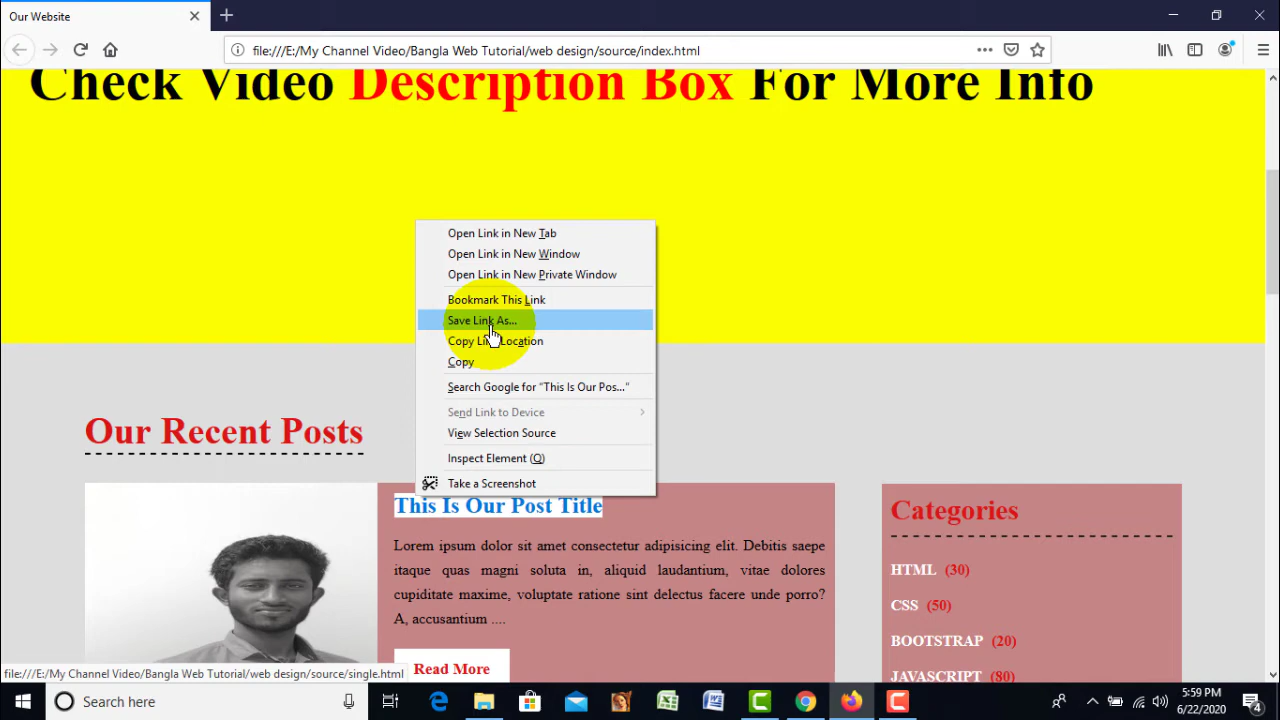 Our Website
file:///E:/My Channel Video/Bangla Web Tutorial/web design/source/index.html
Check Video Description Box For More Info
Open Link in New Tab
Open Link in New Window
Open Link in New Private Window
Bookmark This Link
Save Link As...
Copy Link Location
Copy
Search Google for “This Is Our Pos...”
Send Link to Device
View Selection Source
Inspect Element (Q)
Take a Screenshot
Our Recent Posts
This Is Our Post Title
Lorem ipsum dolor sit amet consectetur adipisicing elit. Debitis saepe
itaque quas magni soluta in, aliquid laudantium, vitae dolores
cupiditate maxime, voluptate ratione sint delectus facere unde porro?
A, accusantium ....
Read More
Categories
HTML (30)
CSS (50)
BOOTSTRAP (20)
JAVASCRIPT (80)
file:///E:/My Channel Video/Bangla Web Tutorial/web design/source/single.html
Search here
5:59 PM
6/22/2020
4